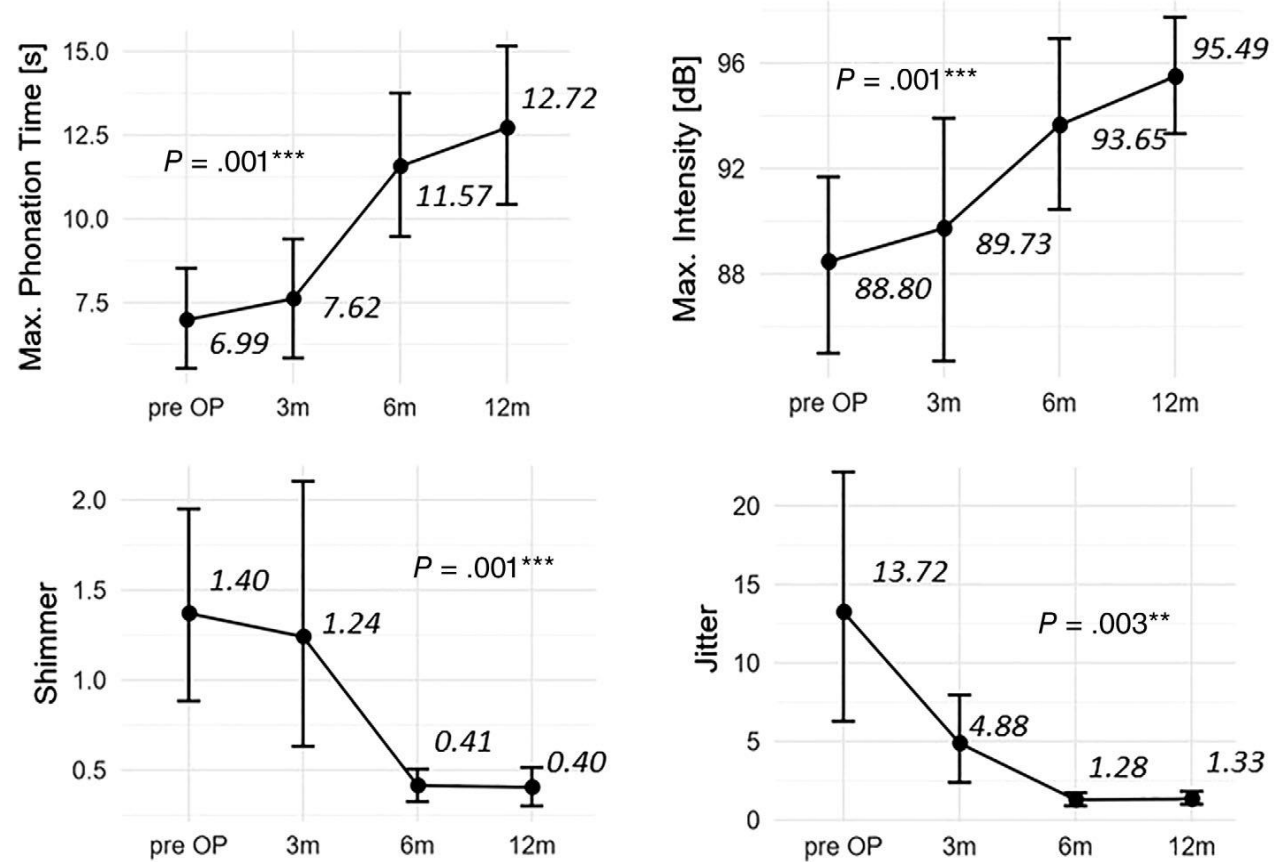 Max. Phonation Time [s]
15.0
12.5
10.0
7.5
P = .001***
6.99
7.62
11.57
12.72
pre OP 3m 6m 12m
Max. Intensity [dB]
96
92
88
P = .001***
88.80
89.73
93.65
95.49
pre OP 3m 6m 12m
Shimmer
2.0
1.5
1.0
0.5
P = .001***
1.40
1.24
0.41
0.40
pre OP 3m 6m 12m
Jitter
20
15
10
5
0
P = .003**
13.72
4.88
1.28
1.33
pre OP 3m 6m 12m